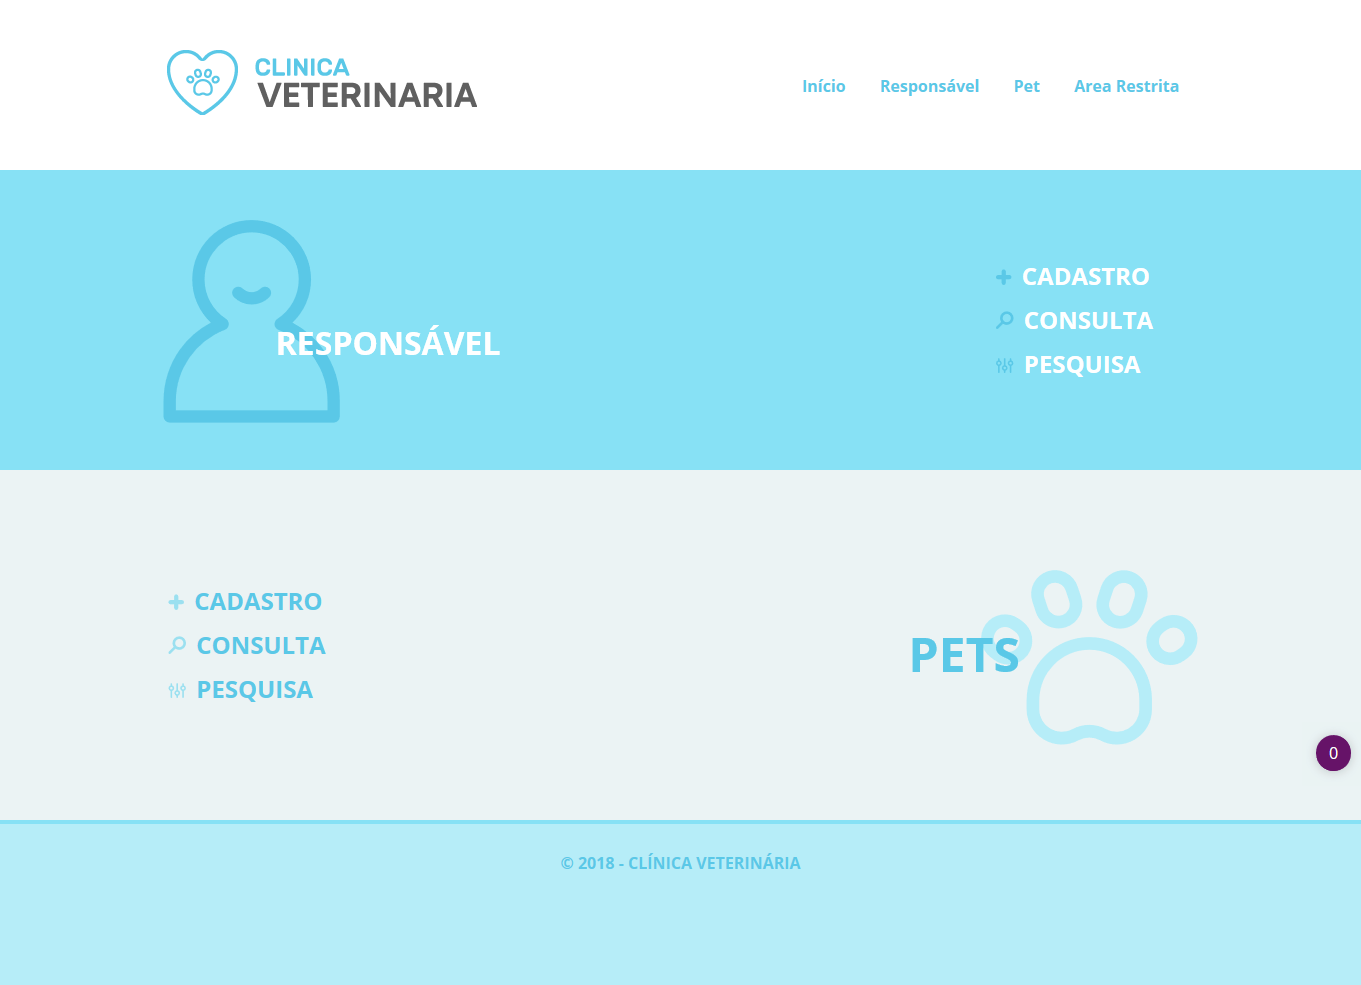 CLINICA
VETERINARIA
Início Responsável Pet Area Restrita
RESPONSÁVEL
CADASTRO
CONSULTA
PESQUISA
CADASTRO
CONSULTA
PESQUISA
PETS
0
© 2018 - CLÍNICA VETERINÁRIA